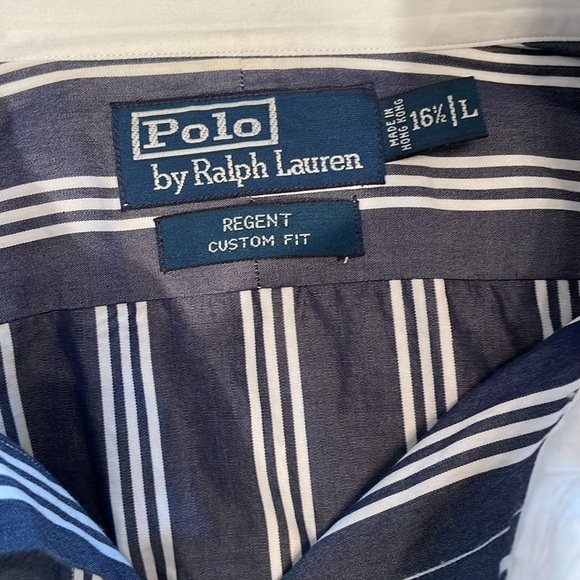 Polo
by Ralph Lauren
MADE IN
HONG KONG
16½/L
REGENT
CUSTOM FIT